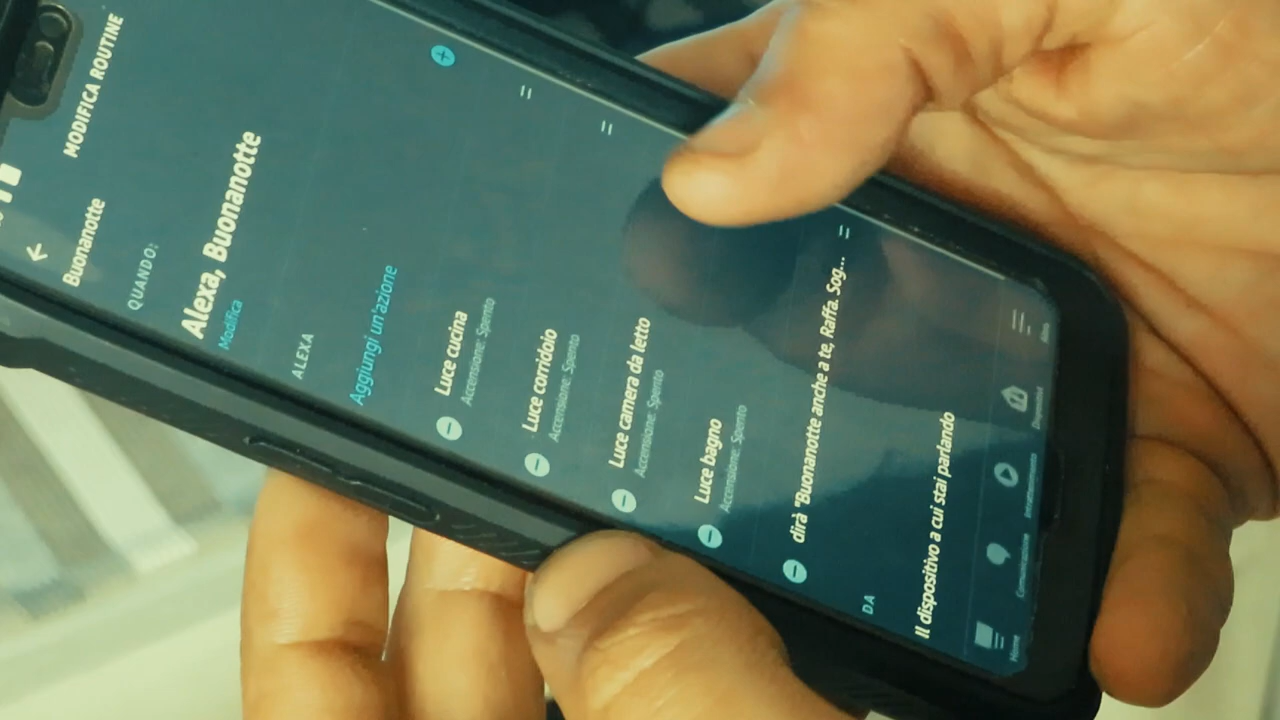 MODIFICA ROUTINE
Buonanotte
QUANDO:
Alexa, Buonanotte
Modifica
ALEXA
Aggiungi un'azione
Luce cucina
Accensione: Spento
Luce corridoio
Accensione: Spento
Luce camera da letto
Accensione: Spento
Luce bagno
Accensione: Spento
dirà "Buonanotte anche a te, Raffa. Sog...
DA
Il dispositivo a cui stai parlando
Home
Comunicazione
Intrattenimento
Dispositivi
Altro